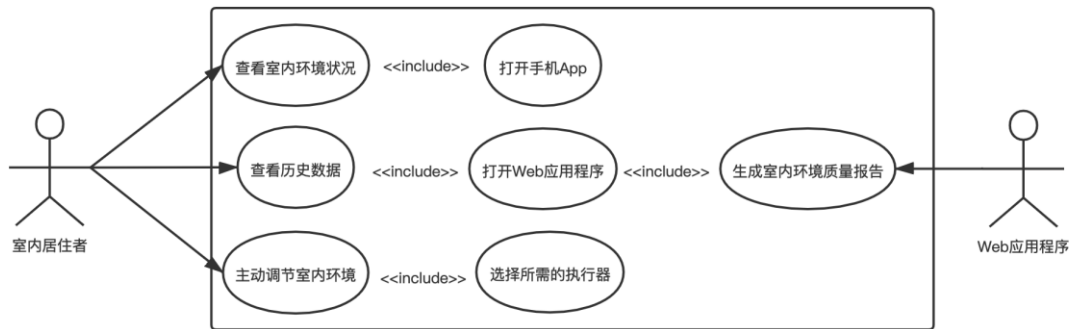 查看室内环境状况 <<include>> 打开手机App
查看历史数据 <<include>> 打开Web应用程序 <<include>> 生成室内环境质量报告
室内居住者 Web应用程序
主动调节室内环境 <<include>> 选择所需的执行器